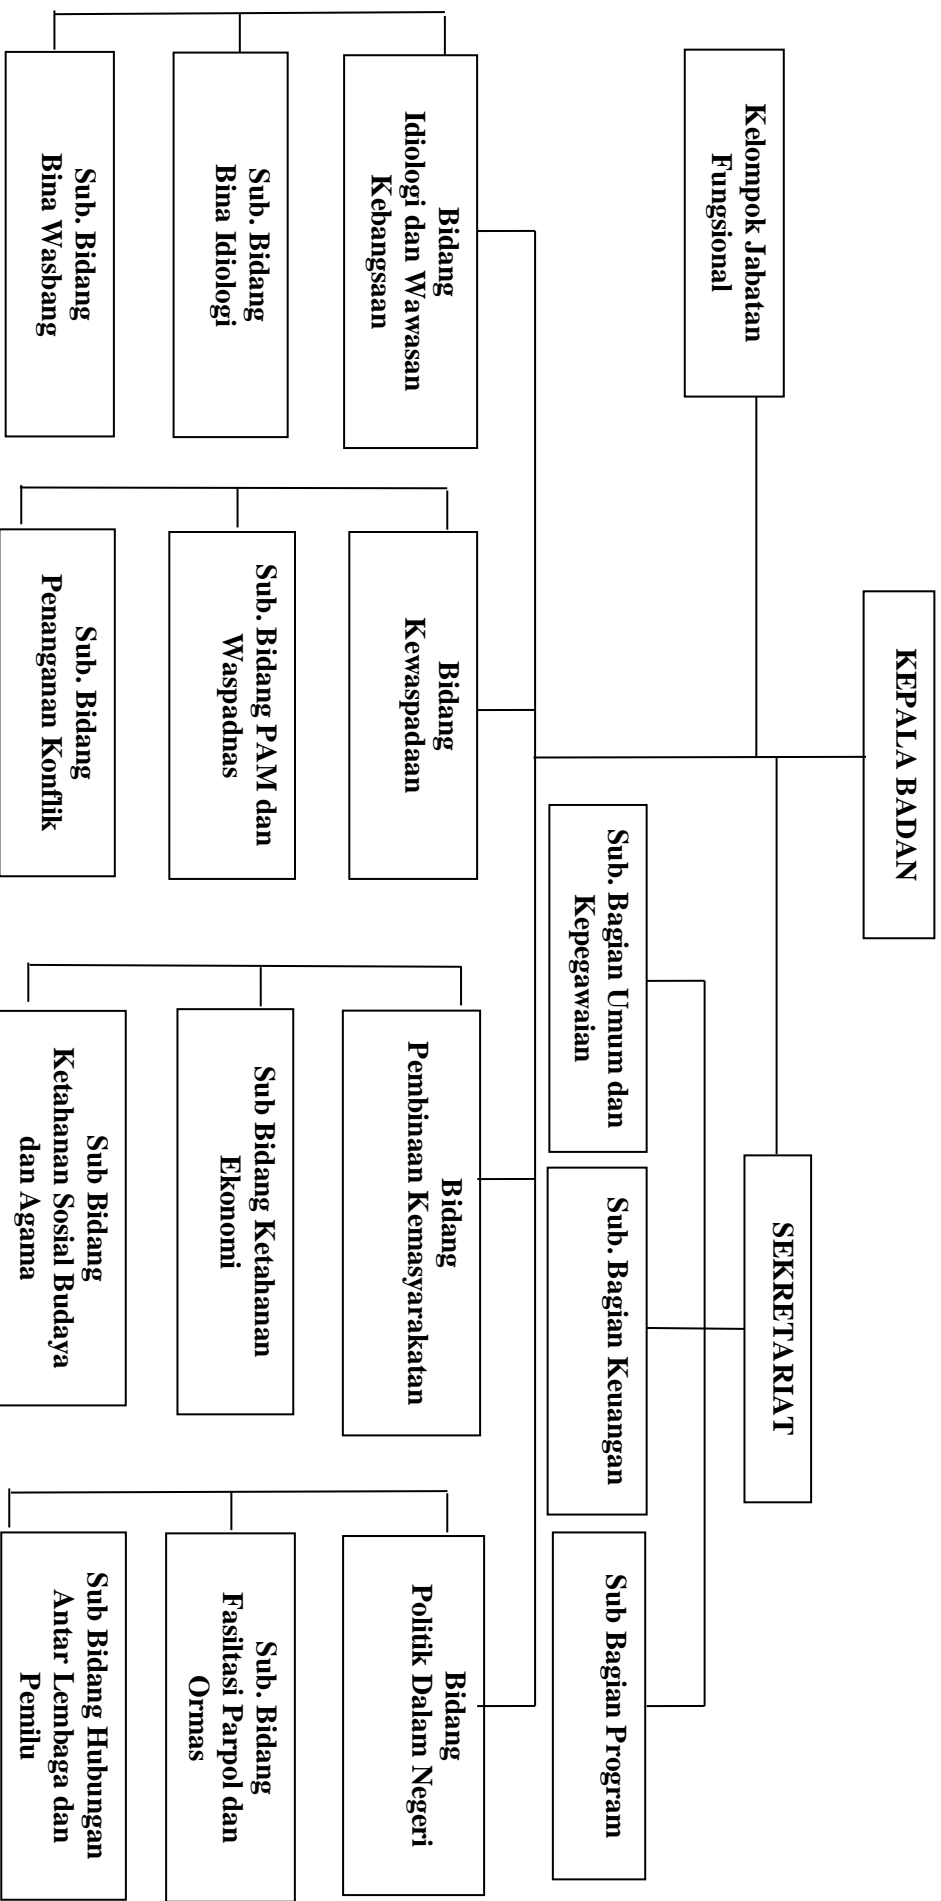 KEPALA BADAN
Kelompok Jabatan
Fungsional
SEKRETARIAT
Sub. Bagian Umum dan
Kepegawaian
Sub. Bagian Keuangan
Sub Bagian Program
Bidang
Idiologi dan Wawasan
Kebangsaan
Bidang
Kewaspadaan
Bidang
Pembinaan Kemasyarakatan
Bidang
Politik Dalam Negeri
Sub. Bidang
Bina Idiologi
Sub. Bidang PAM dan
Waspadnas
Sub Bidang Ketahanan
Ekonomi
Sub. Bidang
Fasiltasi Parpol dan
Ormas
Sub. Bidang
Bina Wasbang
Sub. Bidang
Penanganan Konflik
Sub Bidang
Ketahanan Sosial Budaya
dan Agama
Sub Bidang Hubungan
Antar Lembaga dan
Pemilu